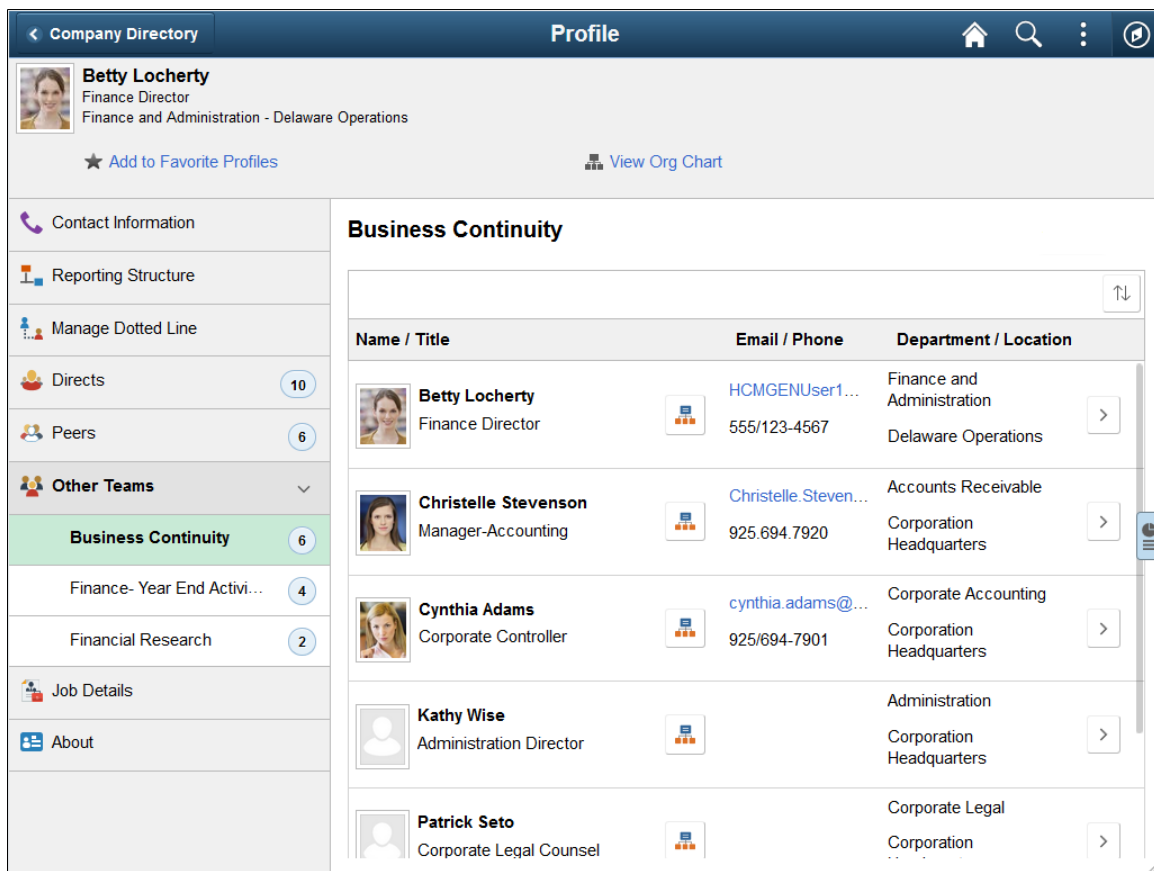 Company Directory
Profile
Betty Locherty
Finance Director
Finance and Administration - Delaware Operations
Add to Favorite Profiles
View Org Chart
Contact Information
Reporting Structure
Manage Dotted Line
Directs
10
Peers
6
Other Teams
Business Continuity
6
Finance- Year End Activi...
4
Financial Research
2
Job Details
About
Business Continuity
Name / Title
Email / Phone
Department / Location
Betty Locherty
Finance Director
HCMGENUser1...
555/123-4567
Finance and
Administration
Delaware Operations
Christelle Stevenson
Manager-Accounting
Christelle.Steven...
925.694.7920
Accounts Receivable
Corporation
Headquarters
Cynthia Adams
Corporate Controller
cynthia.adams@...
925/694-7901
Corporate Accounting
Corporation
Headquarters
Kathy Wise
Administration Director
Administration
Corporation
Headquarters
Patrick Seto
Corporate Legal Counsel
Corporate Legal
Corporation